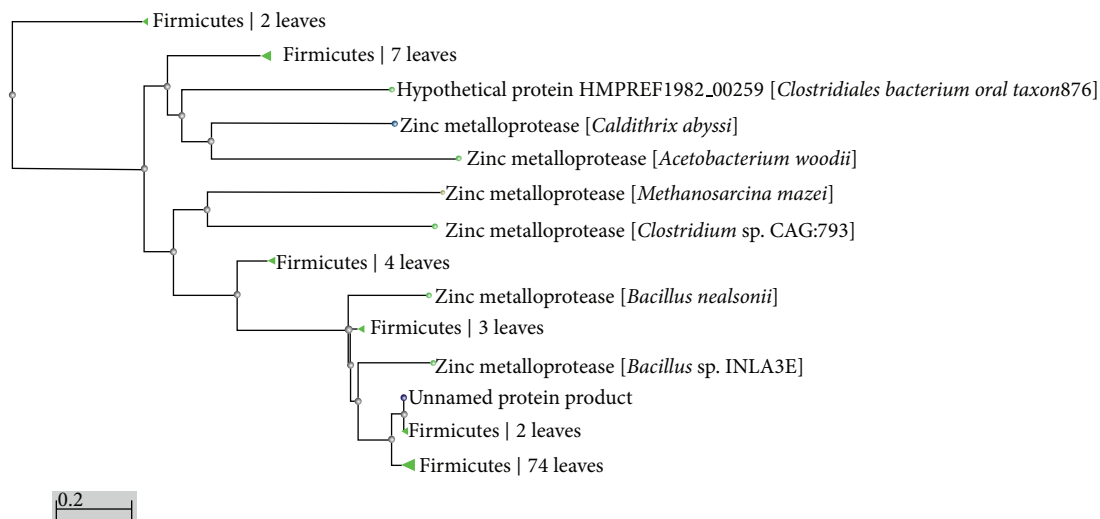 Firmicutes | 2 leaves
Firmicutes | 7 leaves
Hypothetical protein HMPREF1982_00259 [Clostridiales bacterium oral taxon876]
Zinc metalloprotease [Caldithrix abyssi]
Zinc metalloprotease [Acetobacterium woodii]
Zinc metalloprotease [Methanosarcina mazei]
Zinc metalloprotease [Clostridium sp. CAG:793]
Firmicutes | 4 leaves
Zinc metalloprotease [Bacillus nealsonii]
Firmicutes | 3 leaves
Zinc metalloprotease [Bacillus sp. INLA3E]
Unnamed protein product
Firmicutes | 2 leaves
Firmicutes | 74 leaves
0.2